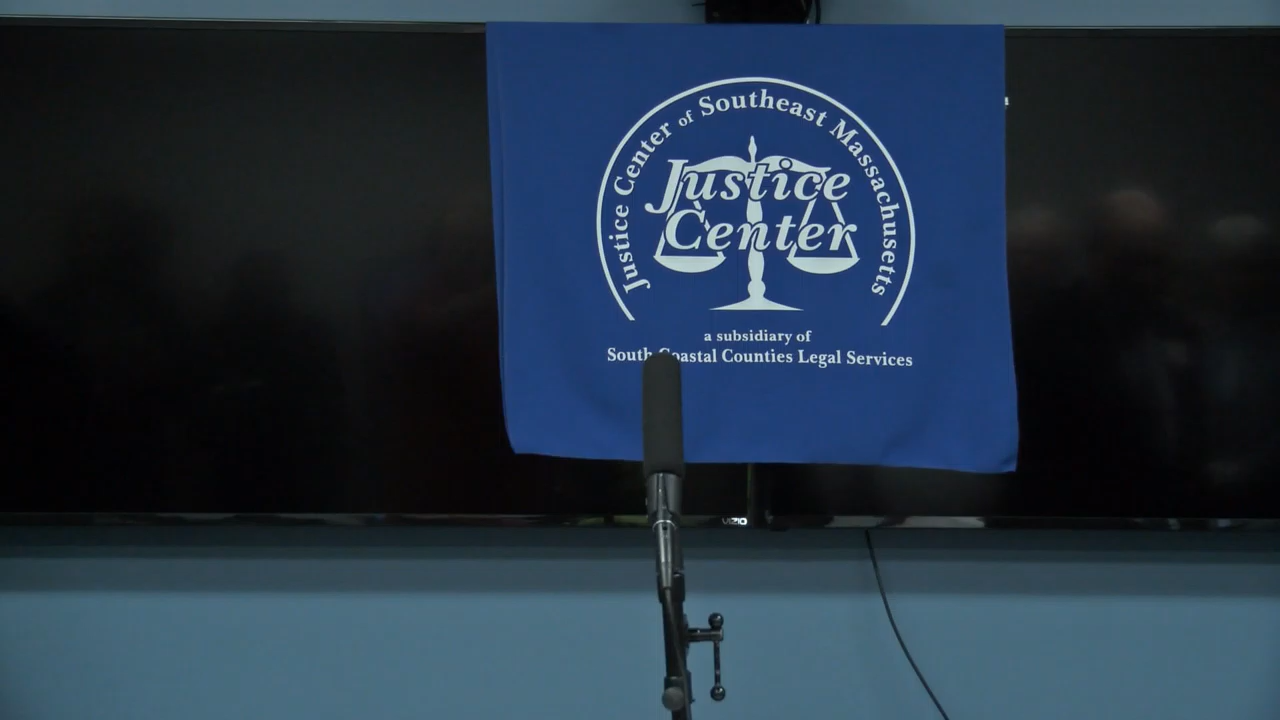 Justice Center of Southeast Massachusetts
Justice
Center
a subsidiary of
South Coastal Counties Legal Services
VIZIO